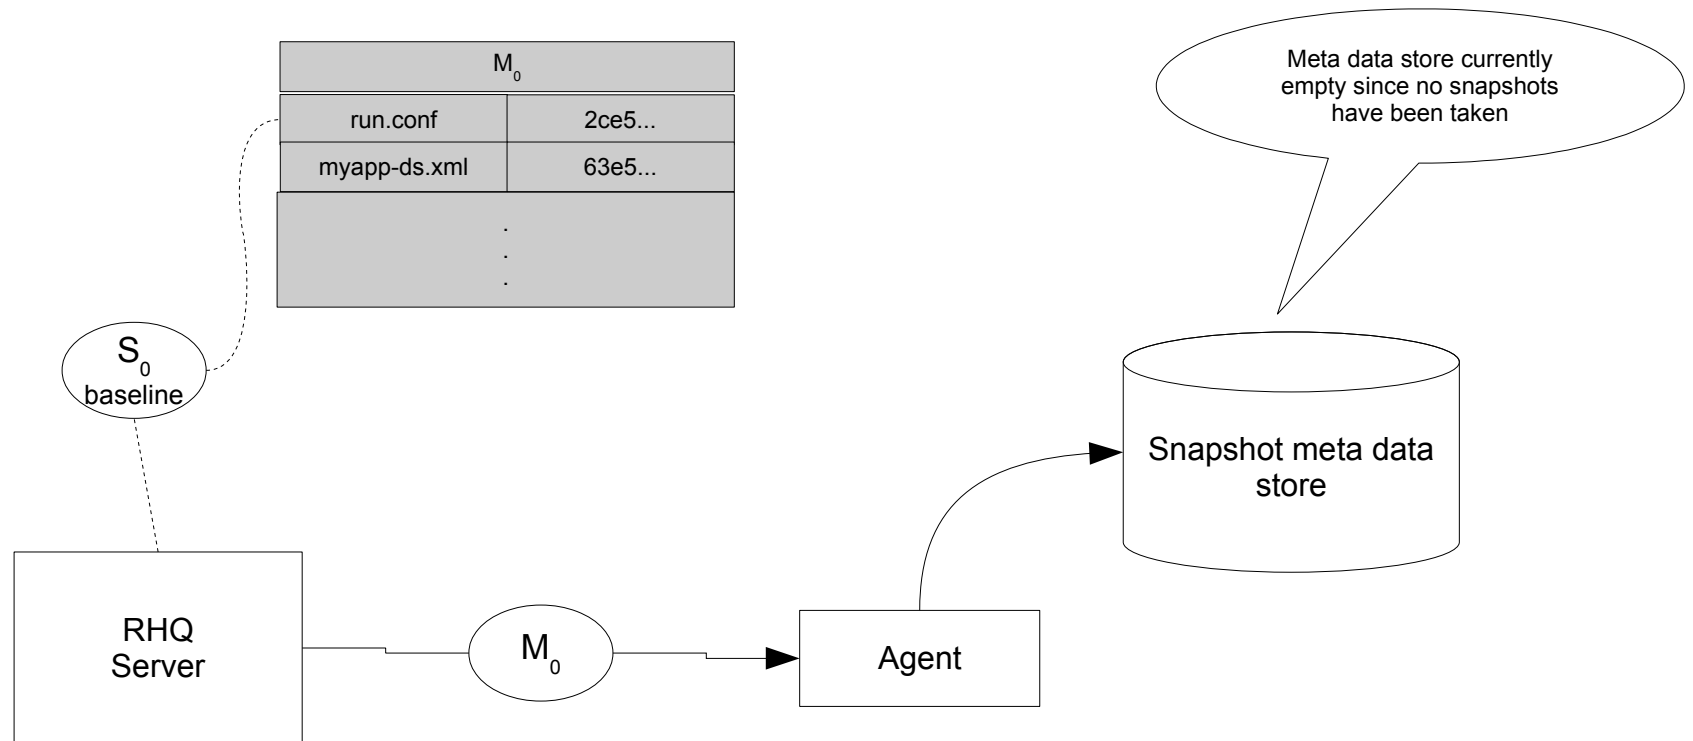 M₀
run.conf 2ce5...
myapp-ds.xml 63e5...
.
.
.
Meta data store currently
empty since no snapshots
have been taken
S₀
baseline
Snapshot meta data
store
RHQ
Server
M₀
Agent